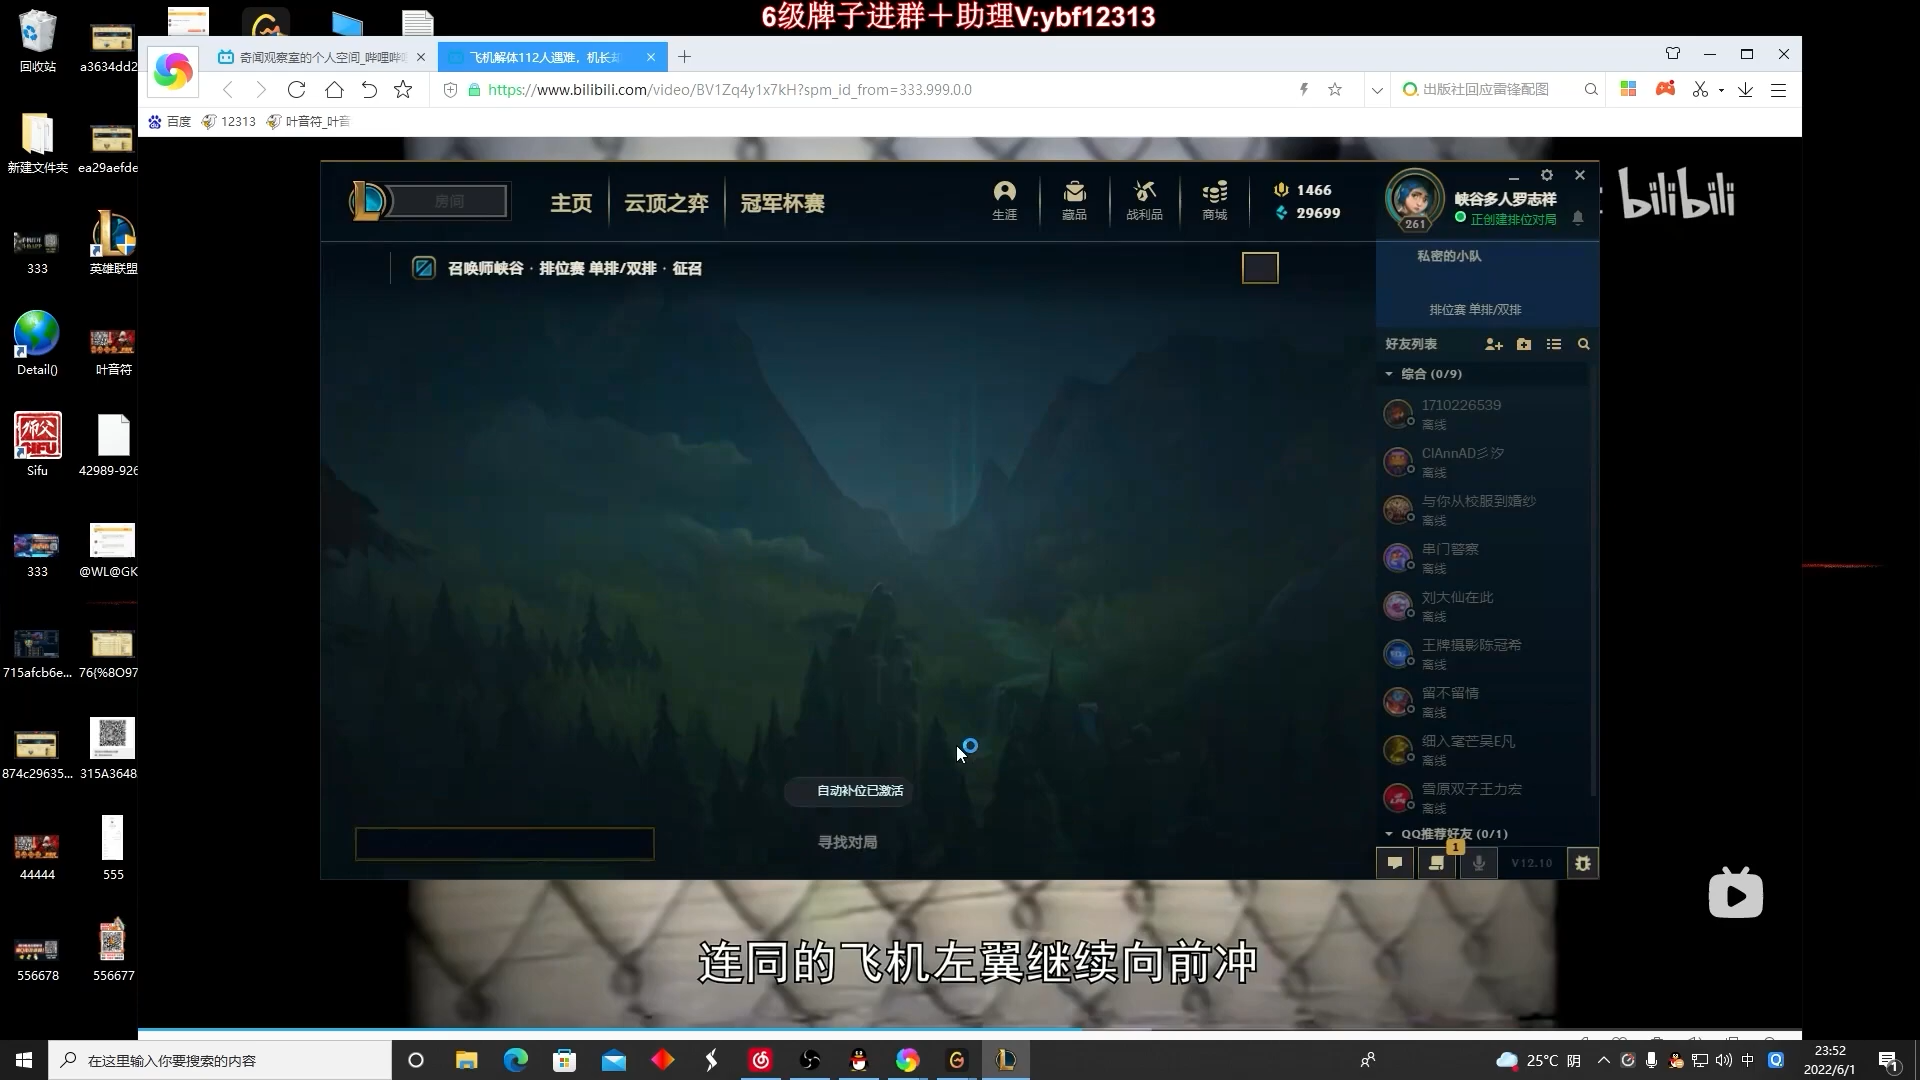 6级牌子进群＋助理V:ybf12313
回收站
a3634dd2
新建文件夹
ea29aefde
333
英雄联盟
Detail()
叶音符
Sifu
42989-926
333
@WL@GK
715afcb6e...
76{%8O97
874c29635...
315A3648
44444
555
556678
556677
奇闻观察室的个人空间_哔哩哔
飞机解体112人遇难，机长
https://www.bilibili.com/video/BV1Zq4y1x7kH?spm_id_from=333.999.0.0
出版社回应雷锋配图
百度
12313
叶音符_叶音
bilibili
房间
主页
云顶之弈
冠军杯赛
生涯
藏品
战利品
商城
1466
29699
261
峡谷多人罗志祥
正创建排位对局
召唤师峡谷 · 排位赛 单排/双排 · 征召
私密的小队
排位赛 单排/双排
好友列表
综合 (0/9)
1710226539
离线
ClAnnAD彡汐
离线
与你从校服到婚纱
离线
串门警察
离线
刘大仙在此
离线
王牌摄影陈冠希
离线
留不留情
离线
细入毫芒吴E凡
离线
雪原双子王力宏
离线
QQ推荐好友 (0/1)
1
V12.10
自动补位已激活
寻找对局
连同的飞机左翼继续向前冲
在这里输入你要搜索的内容
25°C 阴
中
23:52
2022/6/1
1